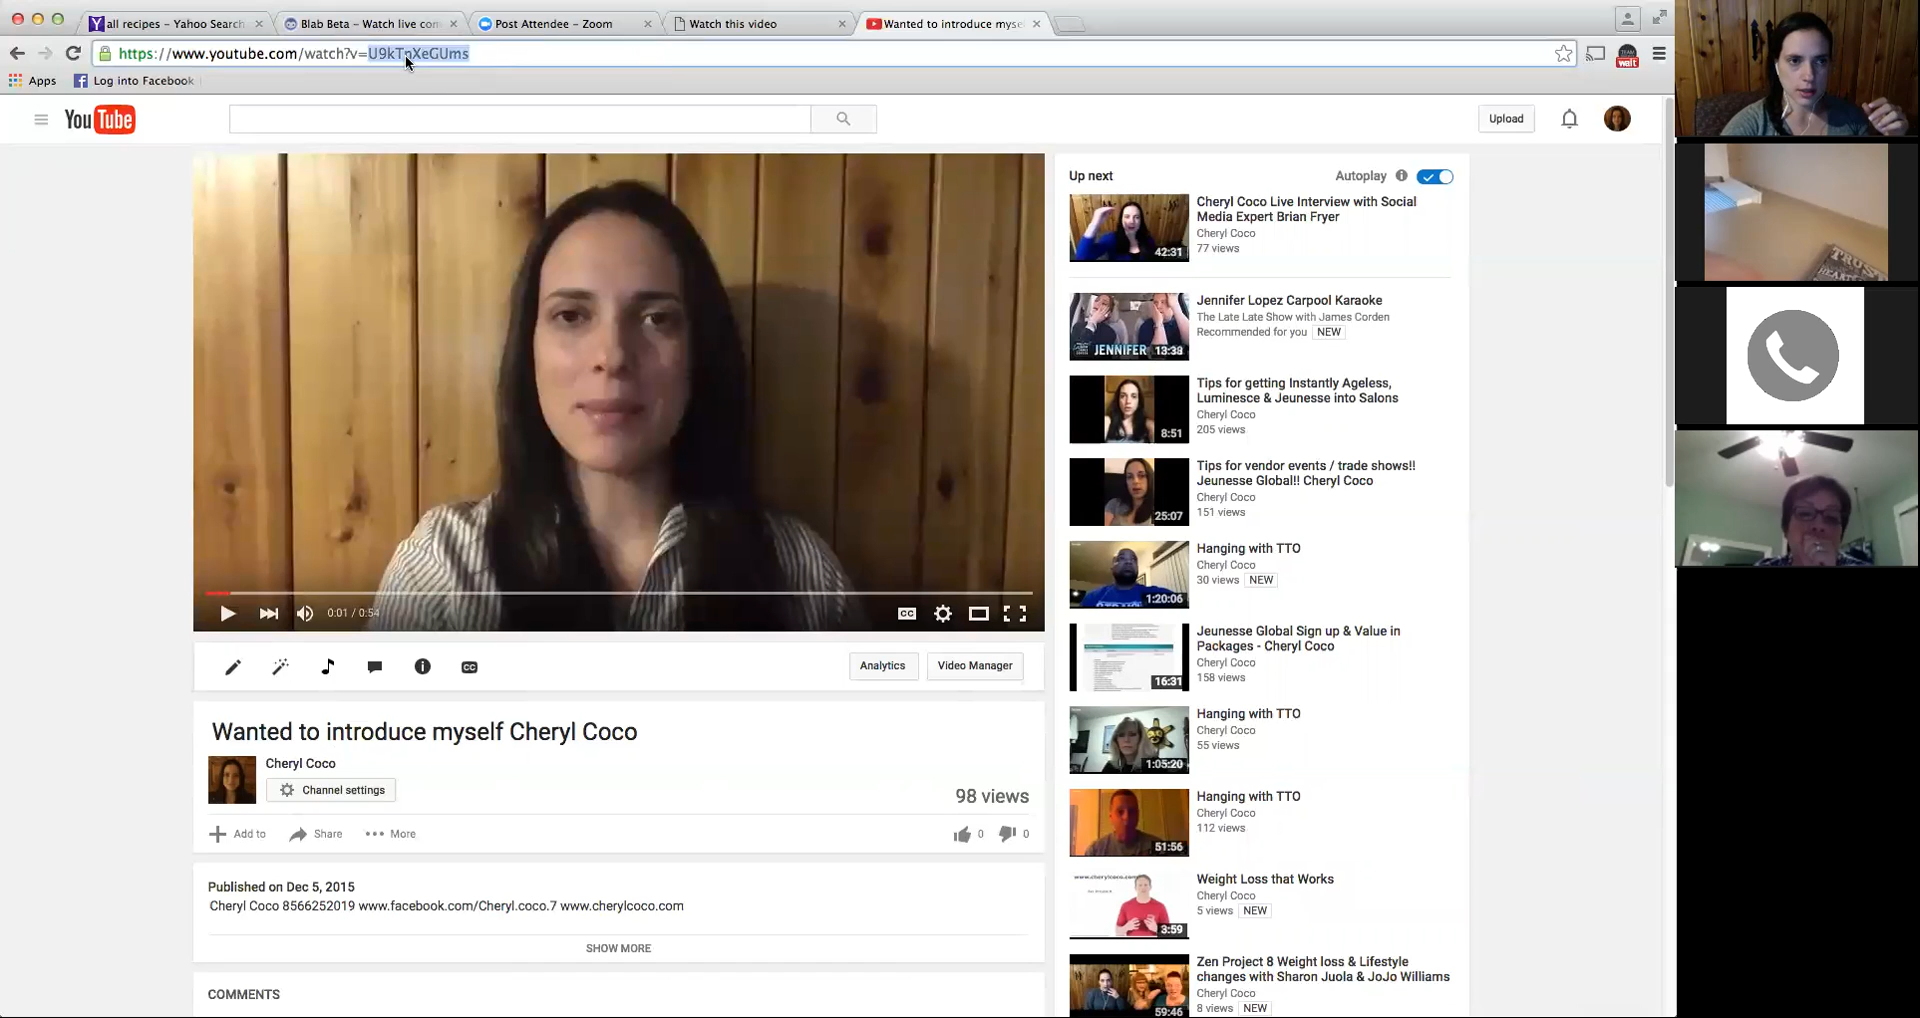 all recipes – Yahoo Search
Blab Beta – Watch live con
Post Attendee – Zoom
Watch this video
Wanted to introduce myse
https://www.youtube.com/watch?v=U9kTnXeGUms
Apps
Log into Facebook
YouTube
Upload
Up next
Autoplay
Cheryl Coco Live Interview with Social
Media Expert Brian Fryer
Cheryl Coco
77 views
42:31
Jennifer Lopez Carpool Karaoke
The Late Late Show with James Corden
Recommended for you NEW
JENNIFER 13:33
Tips for getting Instantly Ageless,
Luminesce & Jeunesse into Salons
Cheryl Coco
205 views
8:51
Tips for vendor events / trade shows!!
Jeunesse Global!! Cheryl Coco
Cheryl Coco
151 views
25:07
Hanging with TTO
Cheryl Coco
30 views NEW
1:20:06
Jeunesse Global Sign up & Value in
Packages - Cheryl Coco
Cheryl Coco
158 views
16:31
Hanging with TTO
Cheryl Coco
55 views
1:05:20
Hanging with TTO
Cheryl Coco
112 views
51:56
Weight Loss that Works
Cheryl Coco
5 views NEW
3:59
Zen Project 8 Weight loss & Lifestyle
changes with Sharon Juola & JoJo Williams
Cheryl Coco
8 views NEW
59:46
0:01 / 0:54
CC
CC
Analytics
Video Manager
Wanted to introduce myself Cheryl Coco
Cheryl Coco
Channel settings
98 views
Add to
Share
More
0
0
Published on Dec 5, 2015
Cheryl Coco 8566252019 www.facebook.com/Cheryl.coco.7 www.cherylcoco.com
SHOW MORE
COMMENTS